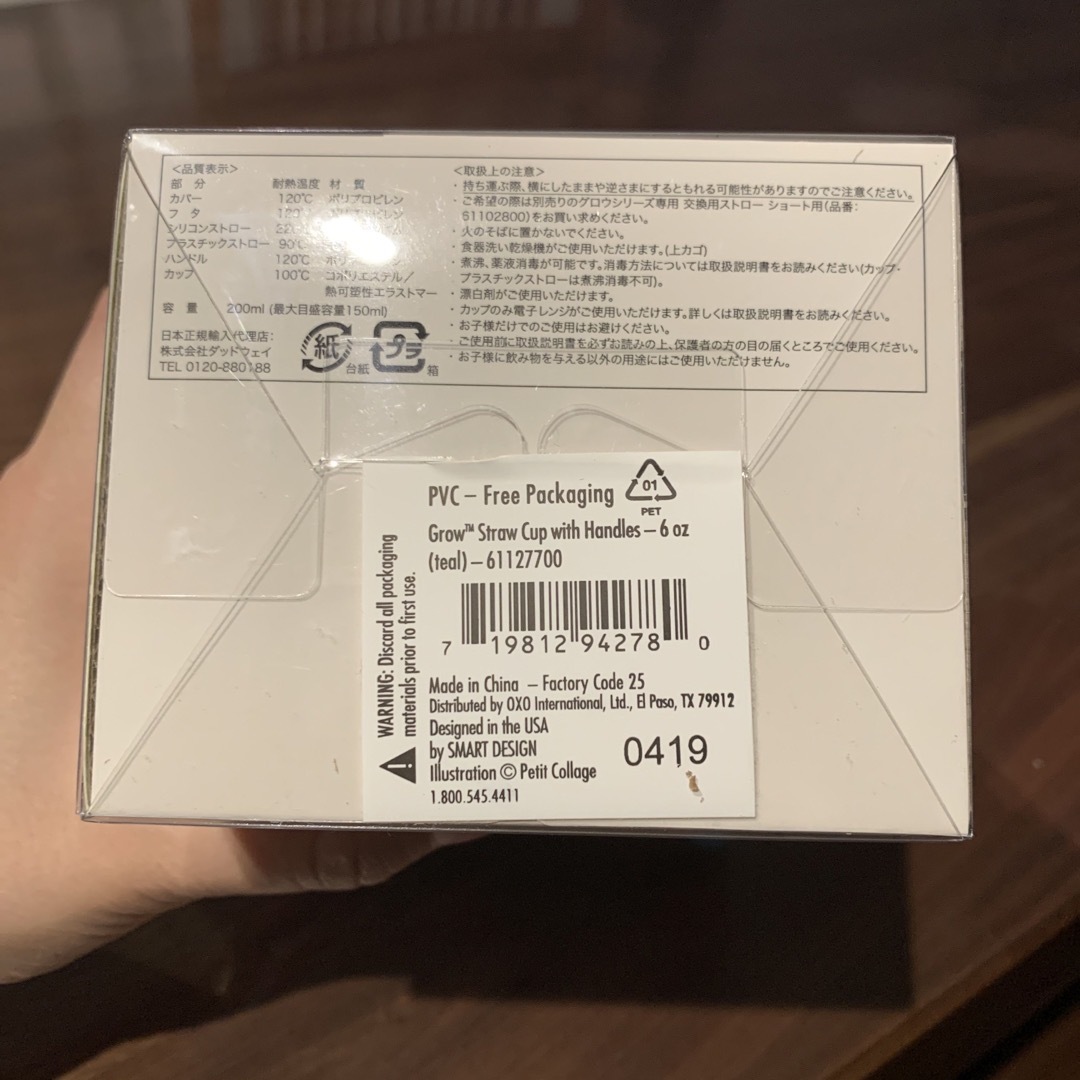 <品質表示>
部 分 耐熱温度 材 質
カバー 120℃ ポリプロピレン
フ タ
シリコンストロー
プラスチックストロー 90℃
ハンドル 120℃
カップ 100℃ コポリエステル/
熱可塑性エラストマー
容 量 200ml (最大目盛容量150ml)
日本正規輸入代理店:
株式会社ダッドウェイ
TEL 0120-880188
紙 台紙
プラ 箱
<取扱上の注意>
・持ち運ぶ際、横にしたままや逆さまにするともれる可能性がありますのでご注意ください。
・ご希望の際は別売りのグロウシリーズ専用 交換用ストロー ショート用(品番:
61102800)をお買い求めください。
・火のそばに置かないでください。
・食器洗い乾燥機がご使用いただけます。(上カゴ)
・煮沸、薬液消毒が可能です。消毒方法については取扱説明書をお読みください(カップ・
プラスチックストローは煮沸消毒不可)。
・漂白剤がご使用いただけます。
・カップのみ電子レンジがご使用いただけます。詳しくは取扱説明書をお読みください。
・お子様だけでのご使用はお避けください。
・ご使用前に取扱説明書を必ずお読みの上、保護者の方の目の届くところでご使用ください。
・お子様に飲み物を与える以外の用途にはご使用いただけません。
PVC – Free Packaging
01
PET
Grow™ Straw Cup with Handles – 6 oz
(teal) – 61127700
7 19812 94278 0
WARNING: Discard all packaging
materials prior to first use.
Made in China – Factory Code 25
Distributed by OXO International, Ltd., El Paso, TX 79912
Designed in the USA
by SMART DESIGN
Illustration © Petit Collage
1.800.545.4411
0419